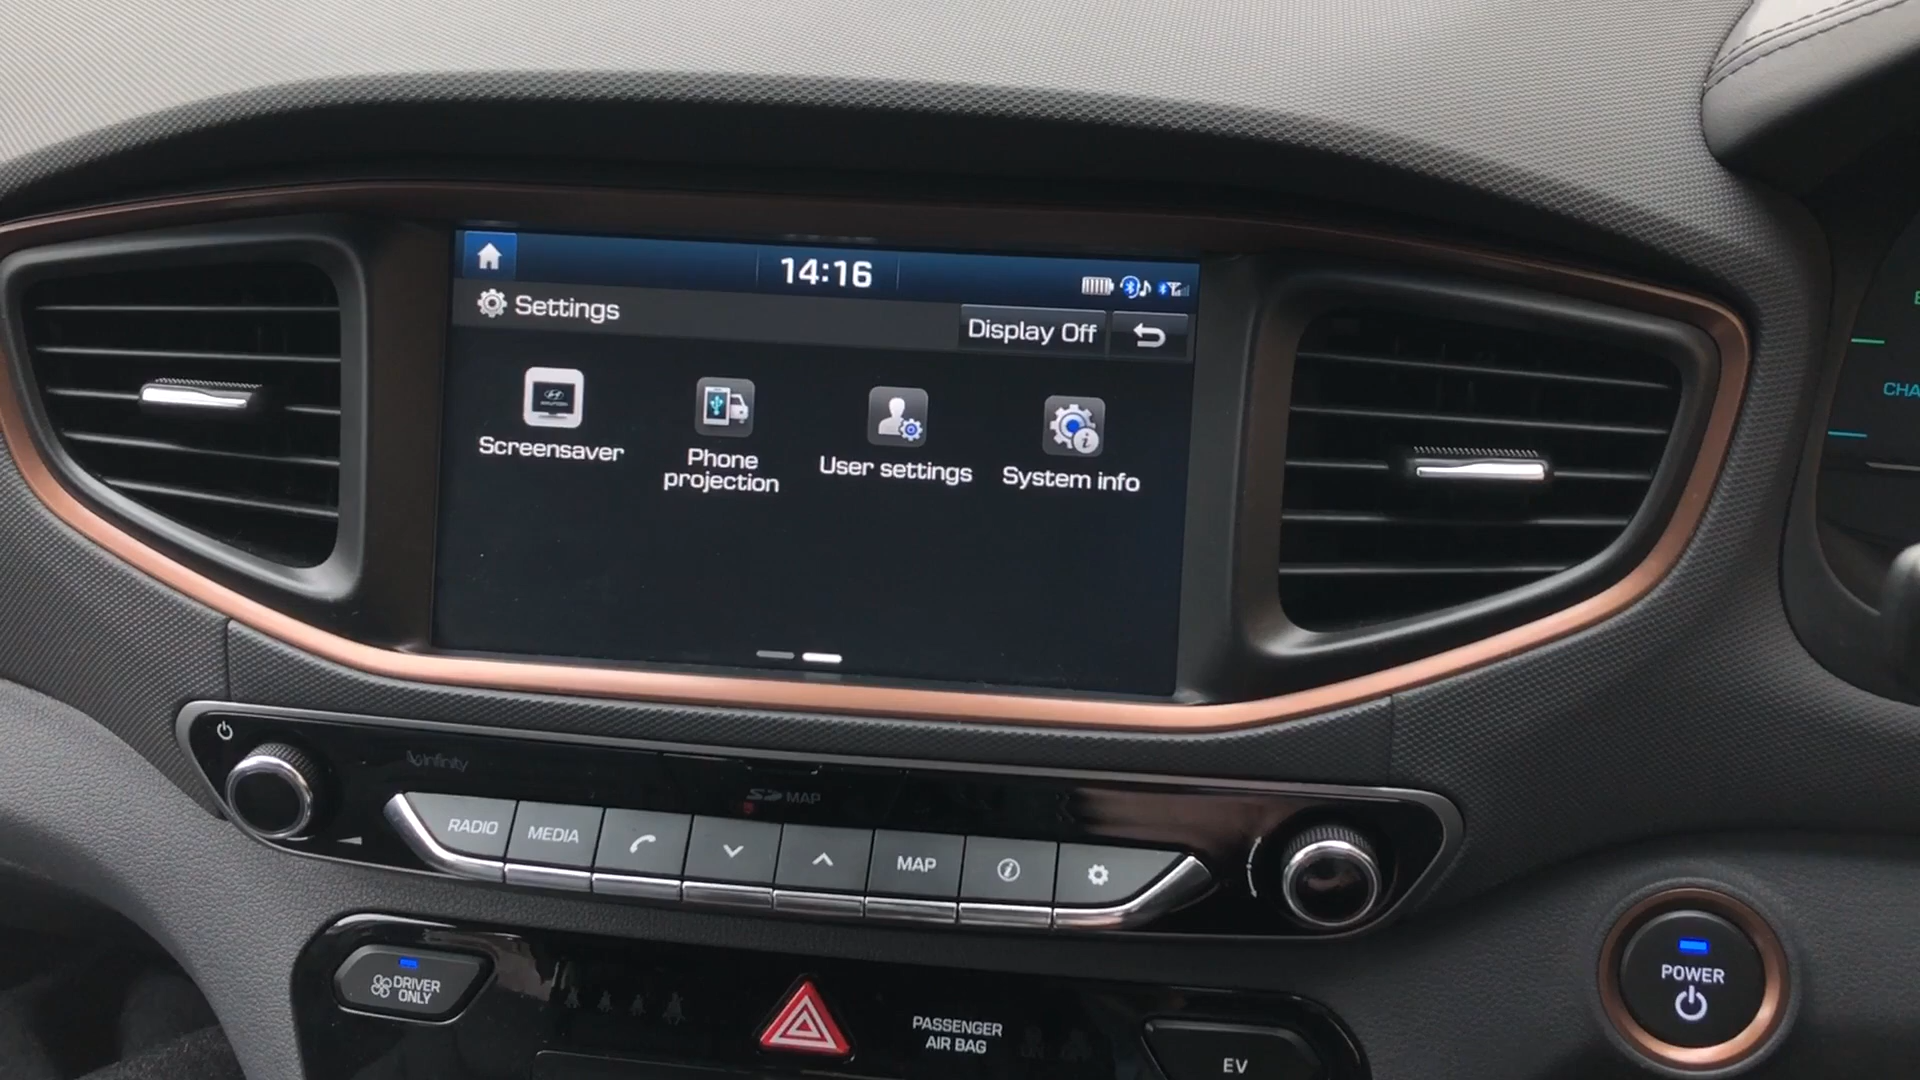 14:16
Settings
Display Off
Screensaver
Phone
projection
User settings
System info
Infinity
MAP
RADIO
MEDIA
MAP
DRIVER
ONLY
PASSENGER
AIR BAG
EV
POWER
CHA